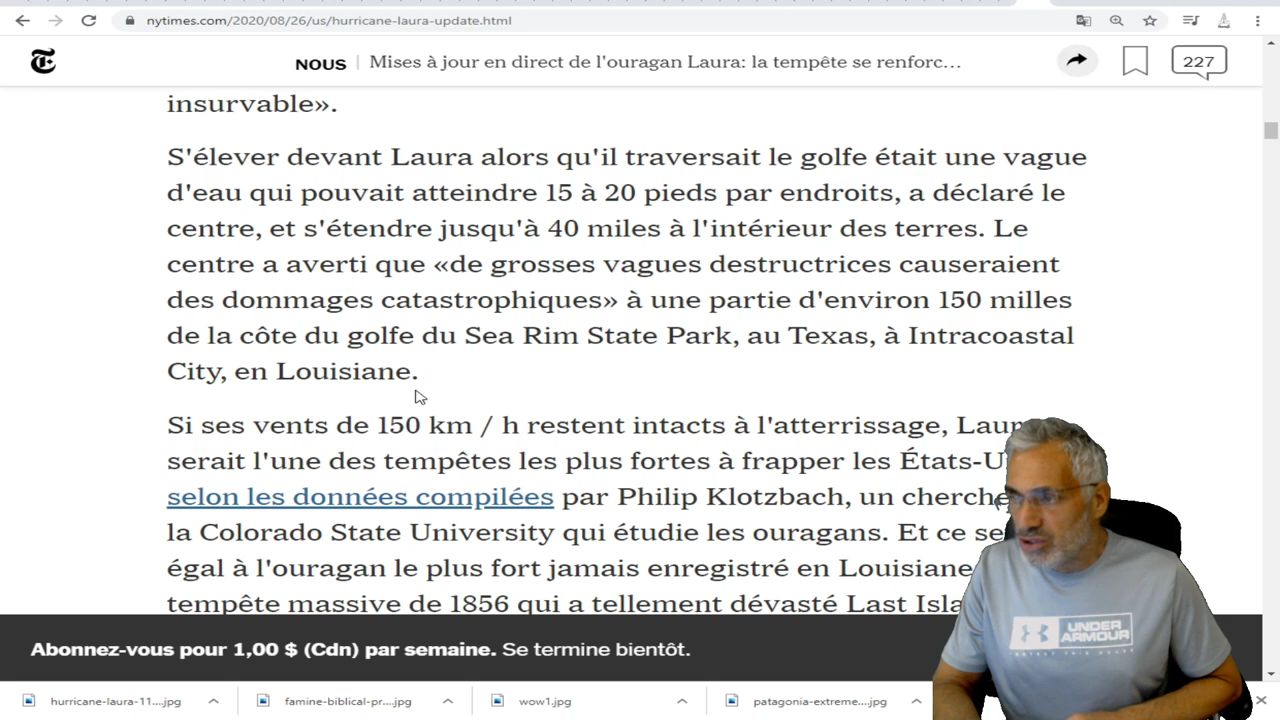 nytimes.com/2020/08/26/us/hurricane-laura-update.html
NOUS | Mises à jour en direct de l'ouragan Laura: la tempête se renforc…
227
insurvable».
S'élever devant Laura alors qu'il traversait le golfe était une vague
d'eau qui pouvait atteindre 15 à 20 pieds par endroits, a déclaré le
centre, et s'étendre jusqu'à 40 miles à l'intérieur des terres. Le
centre a averti que «de grosses vagues destructrices causeraient
des dommages catastrophiques» à une partie d'environ 150 milles
de la côte du golfe du Sea Rim State Park, au Texas, à Intracoastal
City, en Louisiane.
Si ses vents de 150 km / h restent intacts à l'atterrissage,
serait l'une des tempêtes les plus fortes à frapper les
selon les données compilées par Philip Klotzbach, un
la Colorado State University qui étudie les ouragans. Et ce
égal à l'ouragan le plus fort jamais enregistré en Louisiane
tempête massive de 1856 qui a tellement dévasté Last
UNDER
ARMOUR
Abonnez-vous pour 1,00 $ (Cdn) par semaine. Se termine bientôt.
hurricane-laura-11....jpg
famine-biblical-pr....jpg
wow1.jpg
patagonia-extreme....jpg